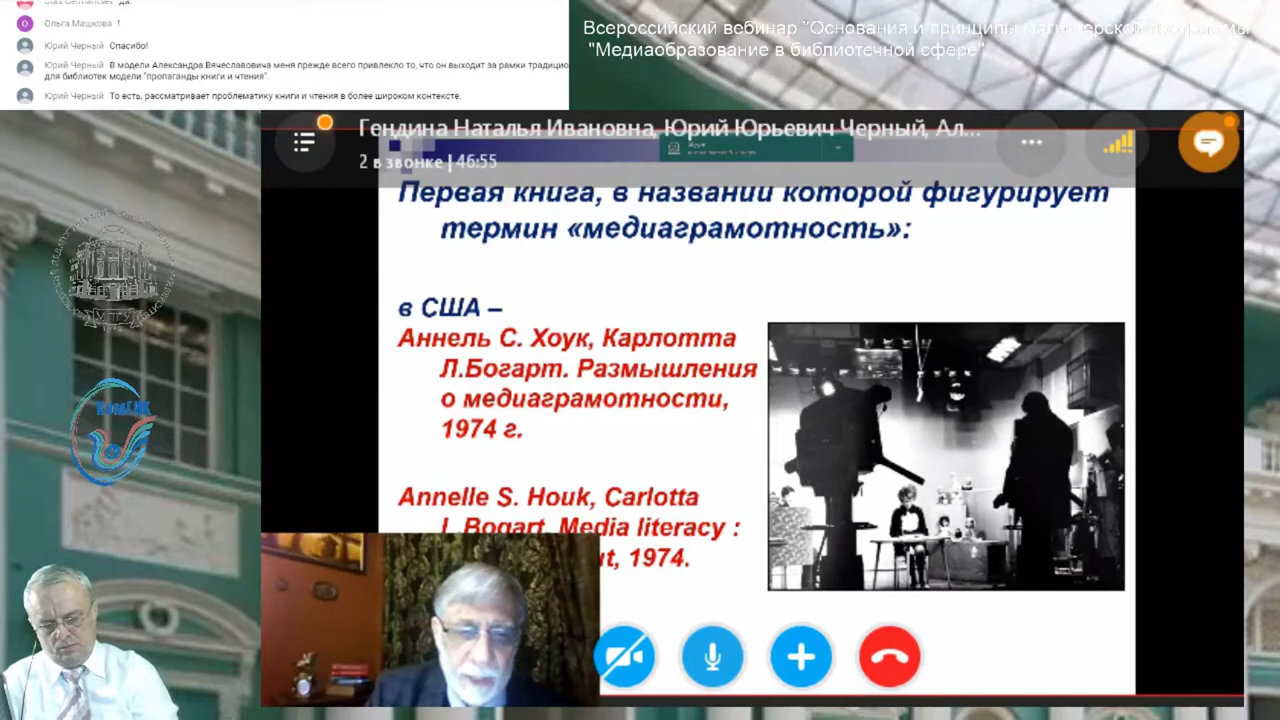 да.
Ольга Машкова !
Юрий Черный Спасибо!
Юрий Черный В модели Александра Вячеславовича меня прежде всего привлекло то, что он выходит за рамки традицио
для библиотек модели "пропаганды книги и чтения".
Юрий Черный То есть, рассматривает проблематику книги и чтения в более широком контексте.
Всероссийский вебинар "Основания и принципы
"Медиаобразование в библиотечной сфере"
Гендина Наталья Ивановна, Юрий Юрьевич Черный, Ал...
2 в звонке | 46:55
Первая книга, в названии которой фигурирует
термин «медиаграмотность»:
в США –
Аннель С. Хоук, Карлотта
Л.Богарт. Размышления
о медиаграмотности,
1974 г.
Annelle S. Houk, Carlotta
L.Bogart. Media literacy :
1974.
МГУ
КемГИК